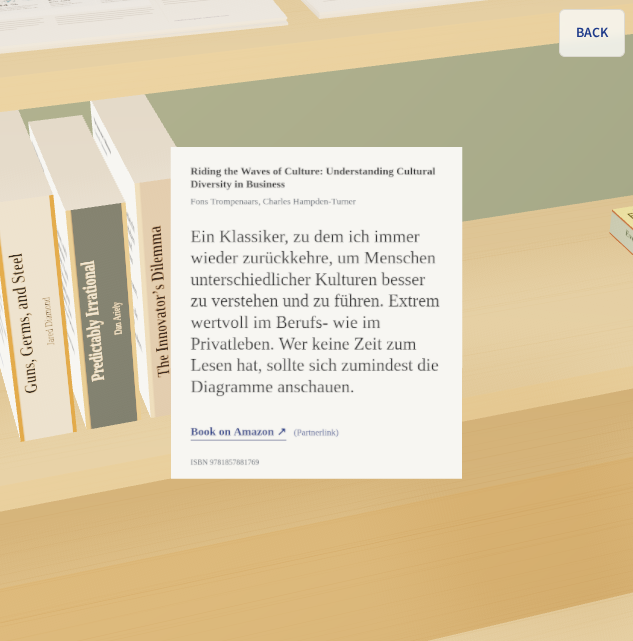 BACK
Riding the Waves of Culture: Understanding Cultural
Diversity in Business
Fons Trompenaars, Charles Hampden-Turner
Ein Klassiker, zu dem ich immer
wieder zurückkehre, um Menschen
unterschiedlicher Kulturen besser
zu verstehen und zu führen. Extrem
wertvoll im Berufs- wie im
Privatleben. Wer keine Zeit zum
Lesen hat, sollte sich zumindest die
Diagramme anschauen.
Book on Amazon ↗ (Partnerlink)
ISBN 9781857881769
Guns, Germs, and Steel
Jared Diamond
Predictably Irrational
Dan Ariely
The Innovator's Dilemma